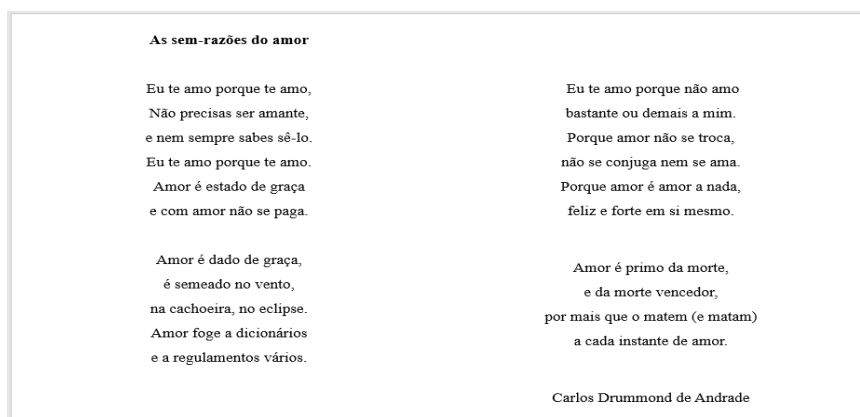 As sem-razões do amor
Eu te amo porque te amo,
Não precisas ser amante,
e nem sempre sabes sê-lo.
Eu te amo porque te amo.
Amor é estado de graça
e com amor não se paga.
Amor é dado de graça,
é semeado no vento,
na cachoeira, no eclipse.
Amor foge a dicionários
e a regulamentos vários.
Eu te amo porque não amo
bastante ou demais a mim.
Porque amor não se troca,
não se conjuga nem se ama.
Porque amor é amor a nada,
feliz e forte em si mesmo.
Amor é primo da morte,
e da morte vencedor,
por mais que o matem (e matam)
a cada instante de amor.
Carlos Drummond de Andrade